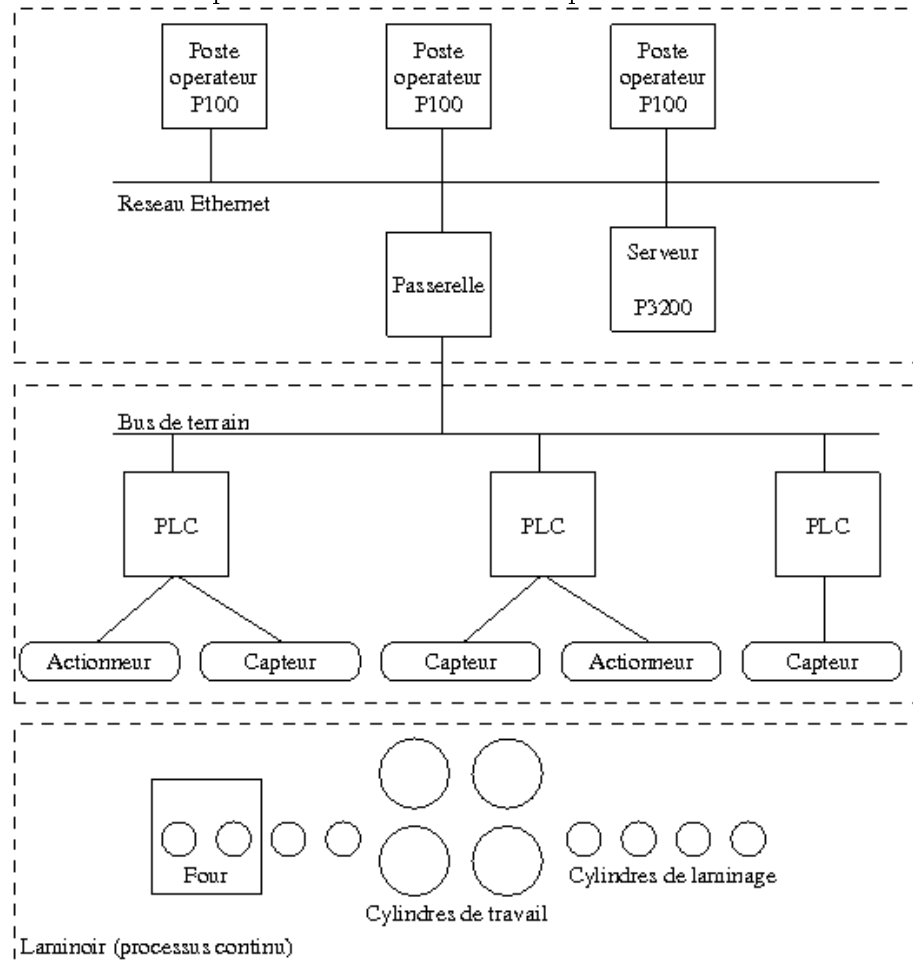 Poste
operateur
P100
Poste
operateur
P100
Poste
operateur
P100
Reseau Ethernet
Passerelle
Serveur
P3200
Bus de terrain
PLC
PLC
PLC
Actionneur
Capteur
Capteur
Actionneur
Capteur
Four
Cylindres de travail
Cylindres de laminage
Laminoir (processus continu)